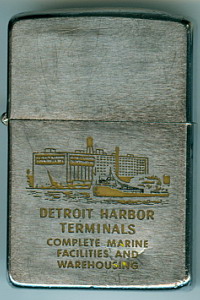 DETROIT HARBOR
TERMINALS
COMPLETE MARINE
FACILITIES AND
WAREHOUSING